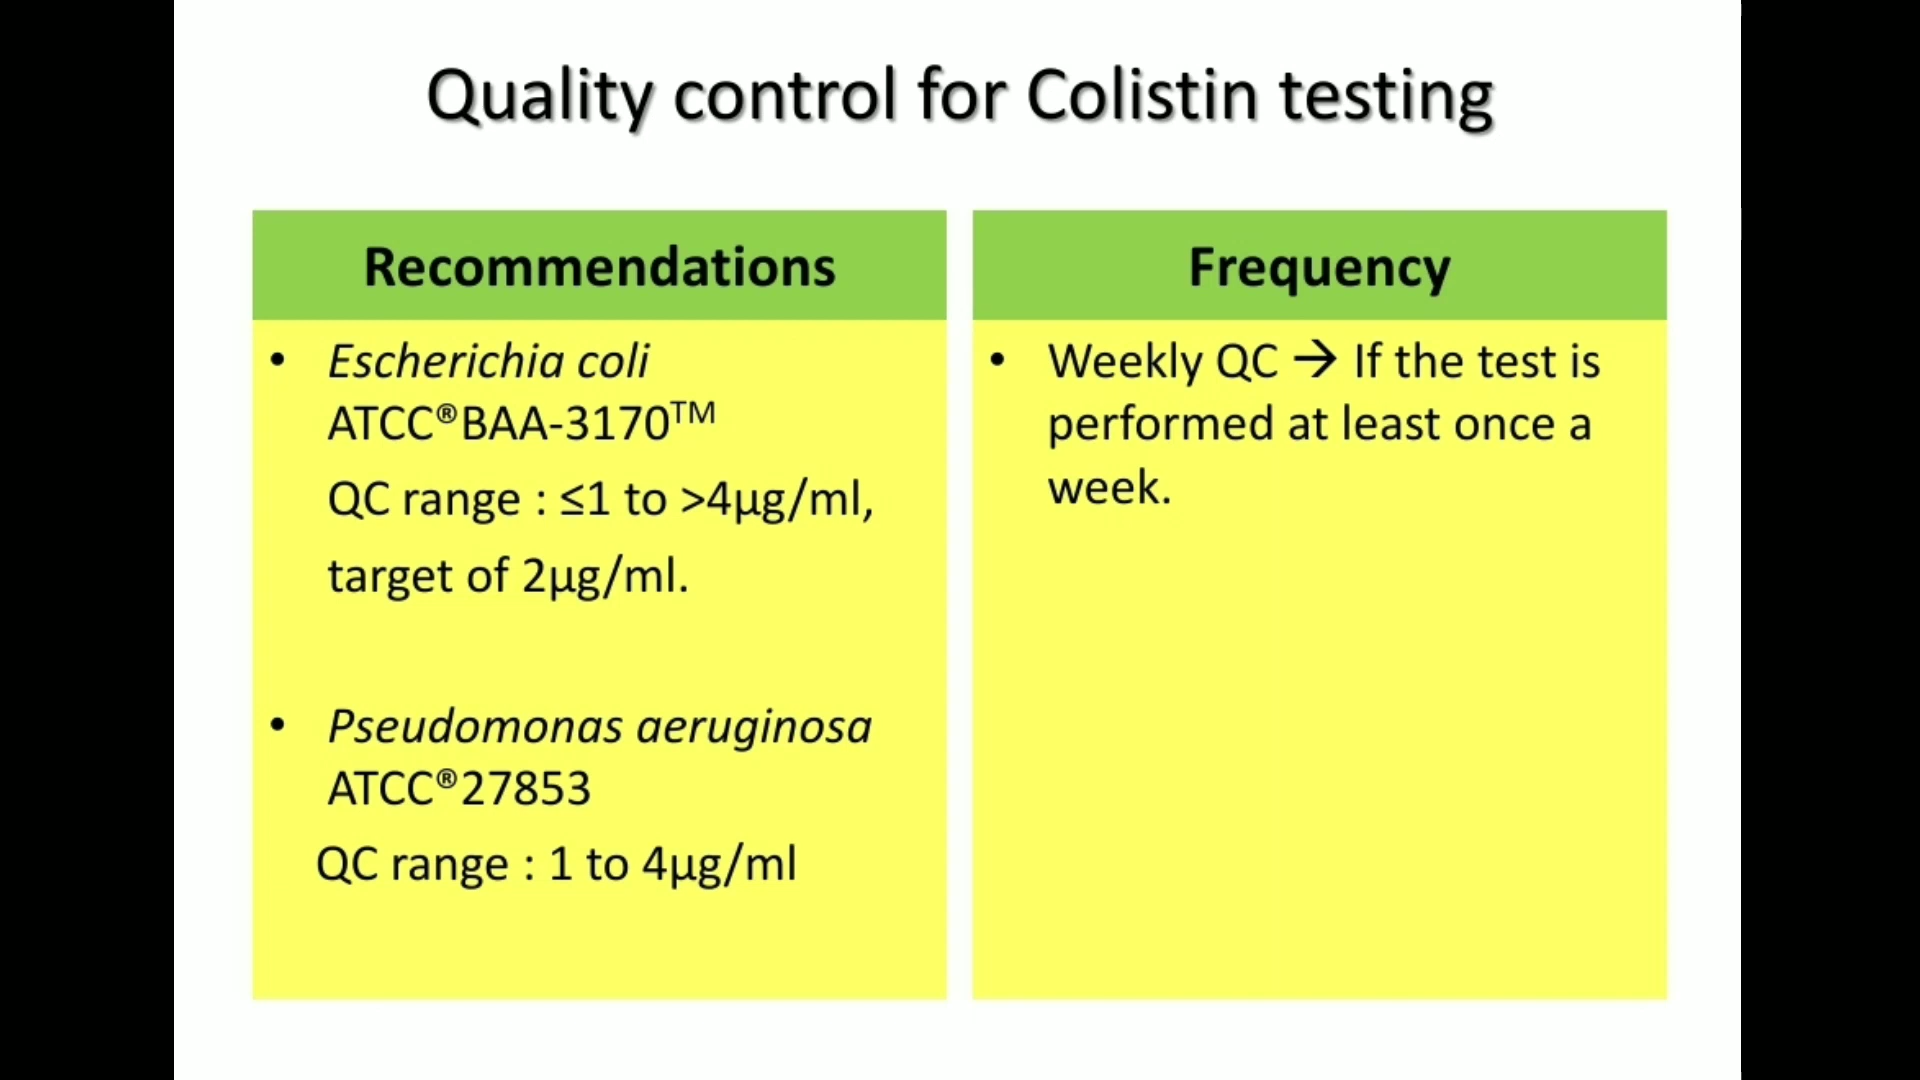 Quality control for Colistin testing
Recommendations
• Escherichia coli
ATCC®BAA-3170™
QC range : ≤1 to >4µg/ml,
target of 2µg/ml.
• Pseudomonas aeruginosa
ATCC®27853
QC range : 1 to 4µg/ml
Frequency
• Weekly QC → If the test is
performed at least once a
week.